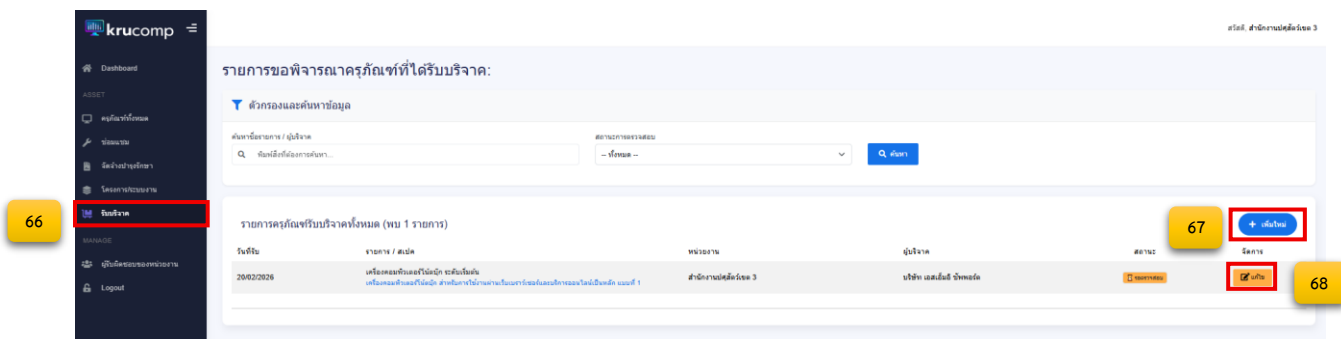 krucomp
สวัสดี, สำนักงานปศุสัตว์เขต 3
Dashboard
ASSET
ครุภัณฑ์ทั้งหมด
ซ่อมแซม
จัดจ้างบำรุงรักษา
โครงการ/ระบบงาน
รับบริจาค
MANAGE
ผู้รับผิดชอบของหน่วยงาน
Logout
66
รายการขอพิจารณาครุภัณฑ์ที่ได้รับบริจาค:
ตัวกรองและค้นหาข้อมูล
ค้นหาชื่อรายการ / ผู้บริจาค
สถานะการตรวจสอบ
พิมพ์สิ่งที่ต้องการค้นหา...
-- ทั้งหมด --
ค้นหา
รายการครุภัณฑ์รับบริจาคทั้งหมด (พบ 1 รายการ)
67
+ เพิ่มใหม่
วันที่รับ รายการ / สเปค หน่วยงาน ผู้บริจาค สถานะ จัดการ
20/02/2026 เครื่องคอมพิวเตอร์โน้ตบุ๊ก ระดับเริ่มต้น สำนักงานปศุสัตว์เขต 3 บริษัท เอสเอ็มอี ซัพพอร์ต รอตรวจสอบ แก้ไข
เครื่องคอมพิวเตอร์โน้ตบุ๊ก สำหรับการใช้งานผ่านเว็บเบราว์เซอร์และบริการออนไลน์เป็นหลัก แบบที่ 1
68